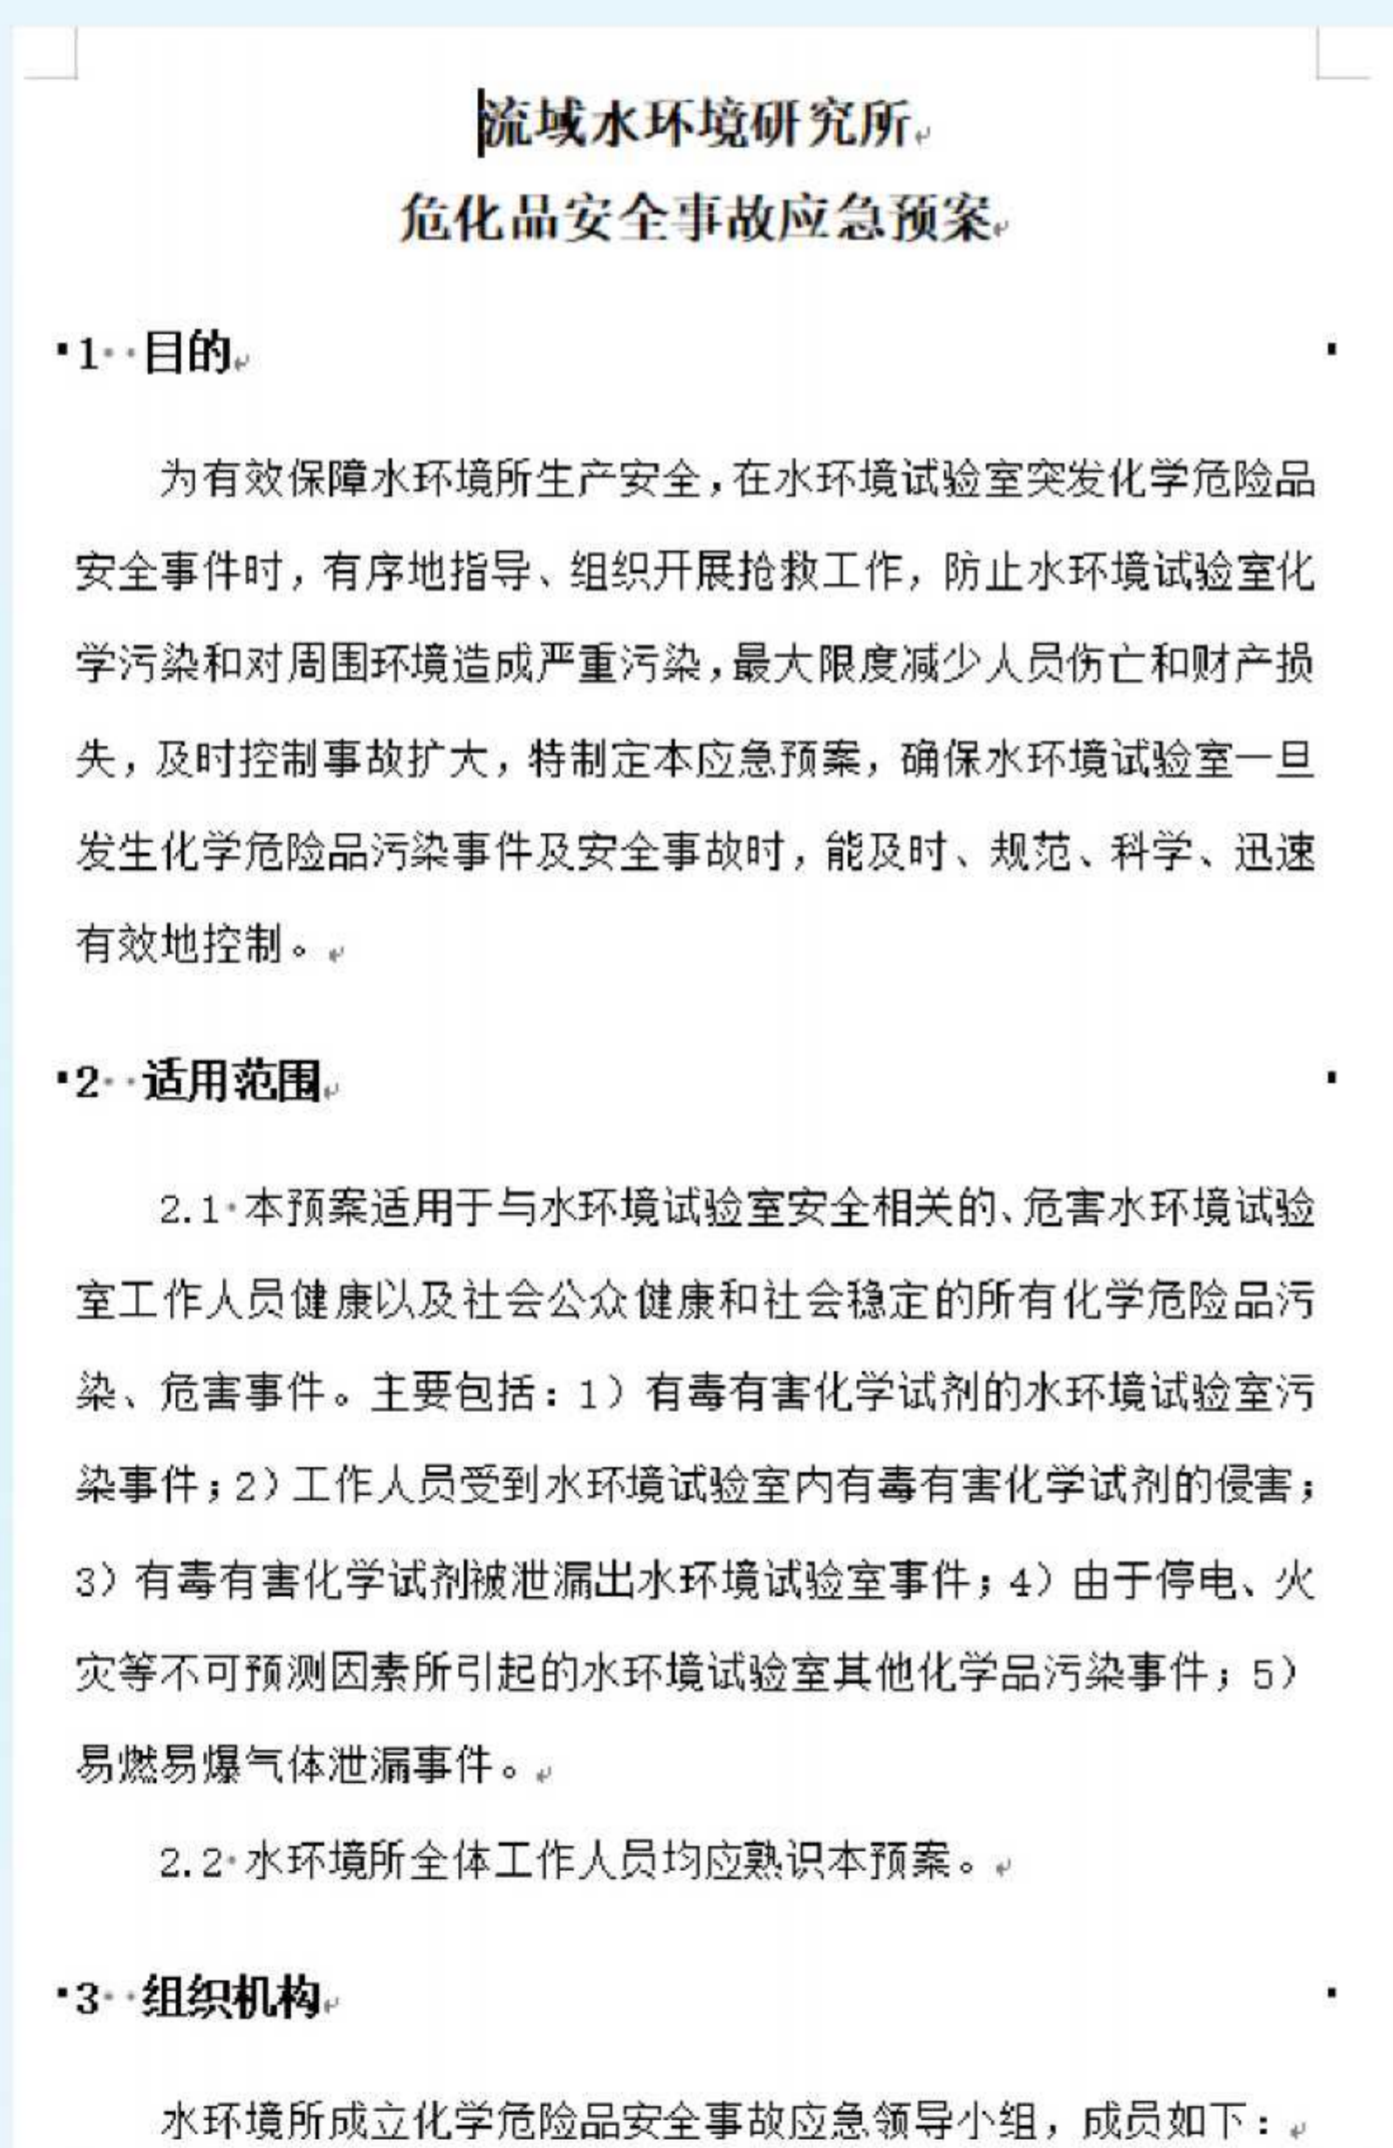 流域水环境研究所
危化品安全事故应急预案
1 目的
为有效保障水环境所生产安全,在水环境试验室突发化学危险品
安全事件时，有序地指导、组织开展抢救工作，防止水环境试验室化
学污染和对周围环境造成严重污染,最大限度减少人员伤亡和财产损
失，及时控制事故扩大，特制定本应急预案，确保水环境试验室一旦
发生化学危险品污染事件及安全事故时，能及时、规范、科学、迅速
有效地控制。
2 适用范围
2.1 本预案适用于与水环境试验室安全相关的、危害水环境试验
室工作人员健康以及社会公众健康和社会稳定的所有化学危险品污
染、危害事件。主要包括：1）有毒有害化学试剂的水环境试验室污
染事件；2）工作人员受到水环境试验室内有毒有害化学试剂的侵害；
3）有毒有害化学试剂被泄漏出水环境试验室事件；4）由于停电、火
灾等不可预测因素所引起的水环境试验室其他化学品污染事件；5）
易燃易爆气体泄漏事件。
2.2 水环境所全体工作人员均应熟识本预案。
3 组织机构
水环境所成立化学危险品安全事故应急领导小组，成员如下：